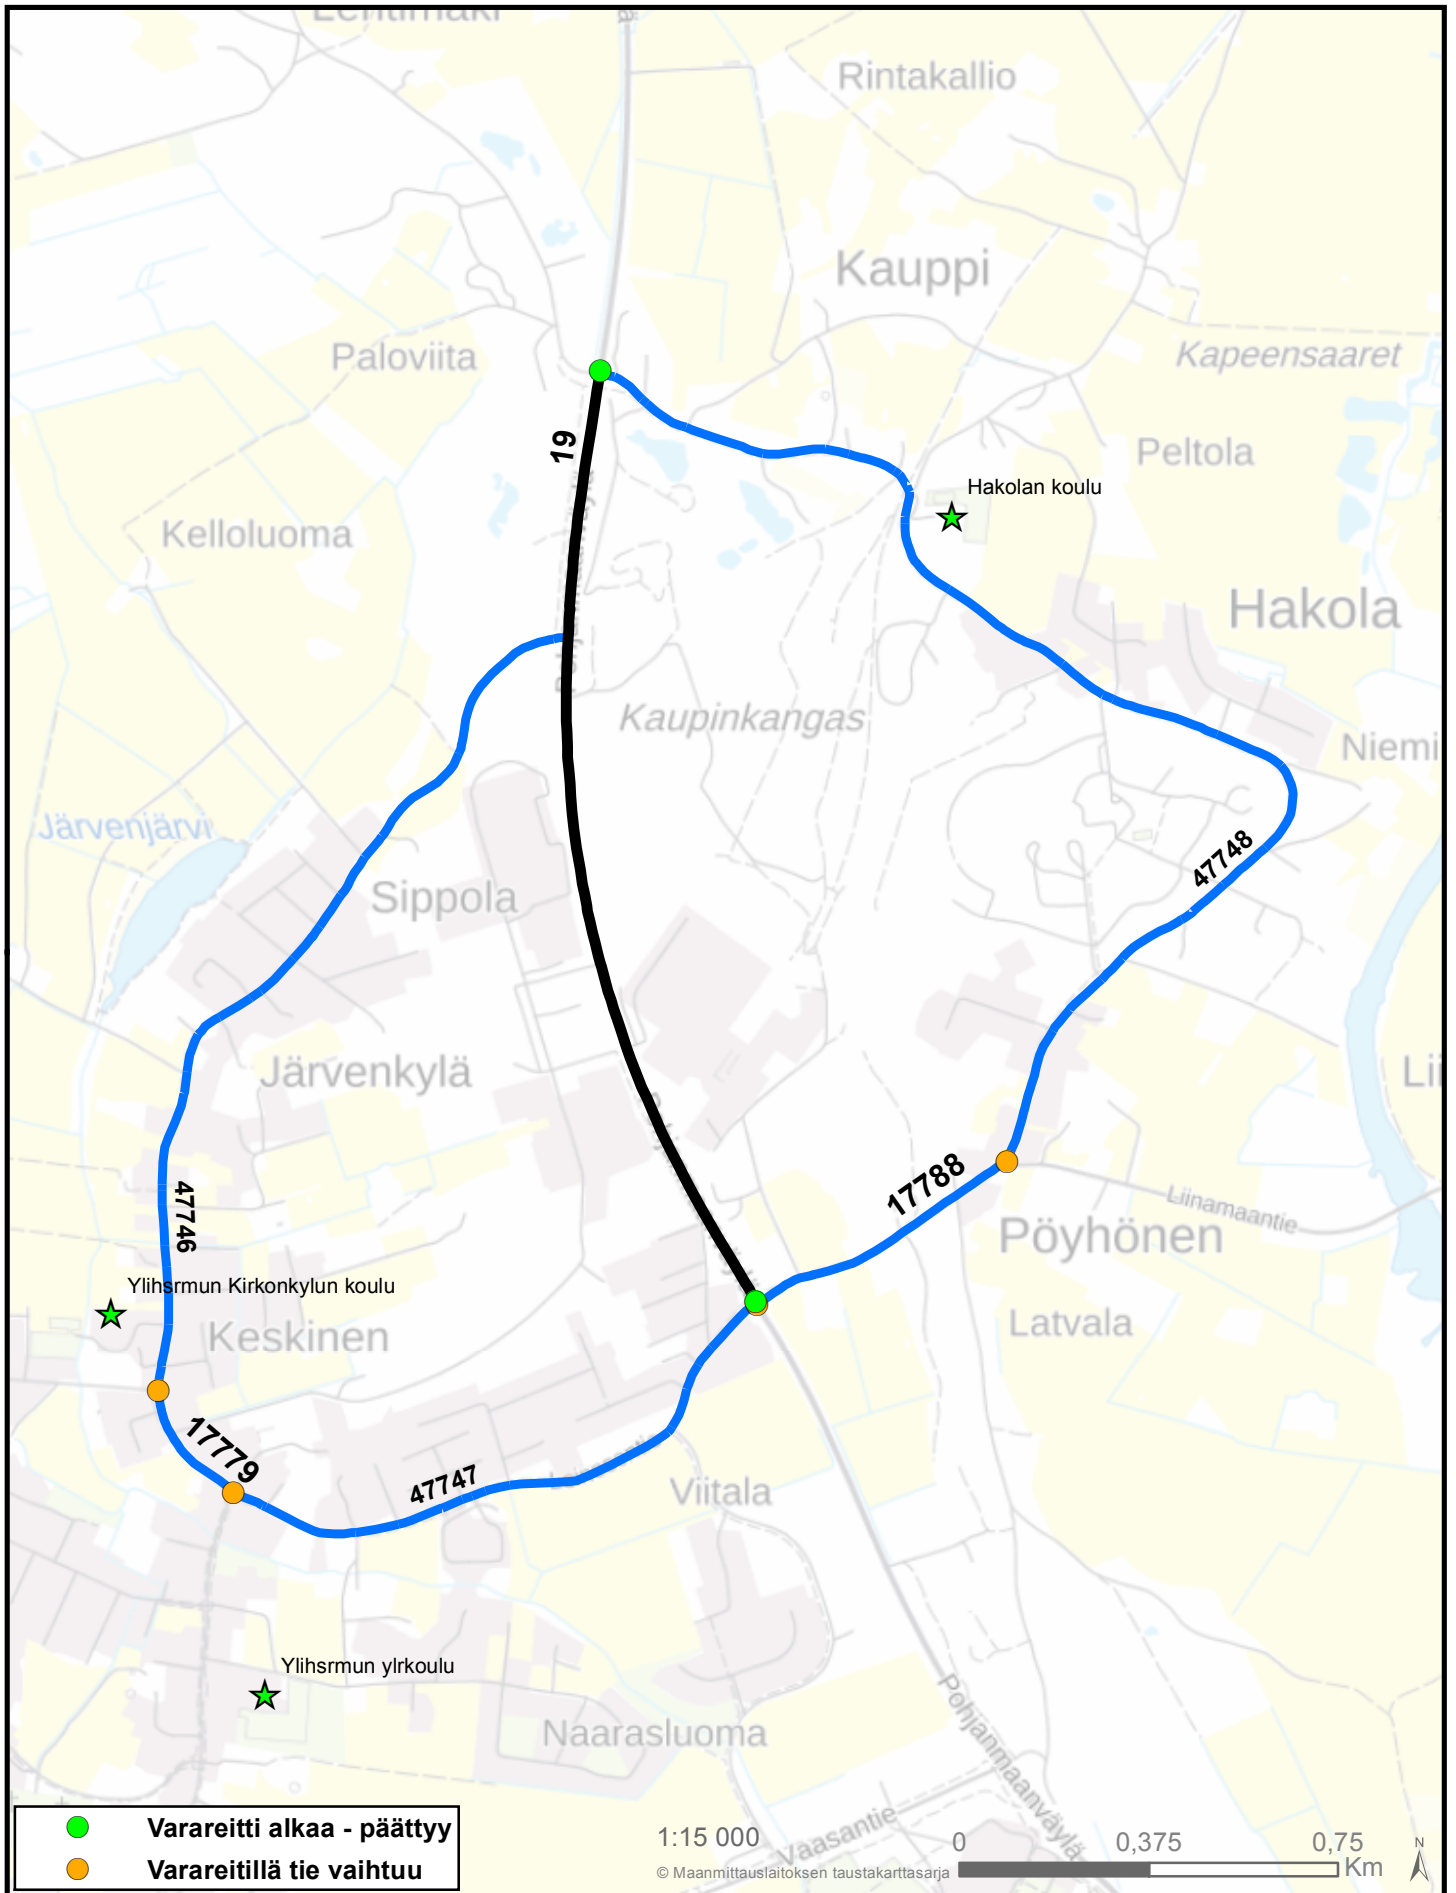 Rintakallio
Kauppi
Paloviita
Kapeensaaret
19
Peltola
Hakolan koulu
Kelloluoma
Hakola
Kaupinkangas
Niemi
Järvenjärvi
47748
Sippola
Järvenkylä
Lii
17788
47746
Liinamaantie
Pöyhönen
Ylihsrmun Kirkonkylun koulu
Keskinen
Latvala
17779
47747
Viitala
Ylihsrmun ylrkoulu
Naarasluoma
Pohjanmaanväylä
Vaasantie
Varareitti alkaa - päättyy
Varareitillä tie vaihtuu
1:15 000
© Maanmittauslaitoksen taustakarttasarja
0 0,375 0,75
Km
N